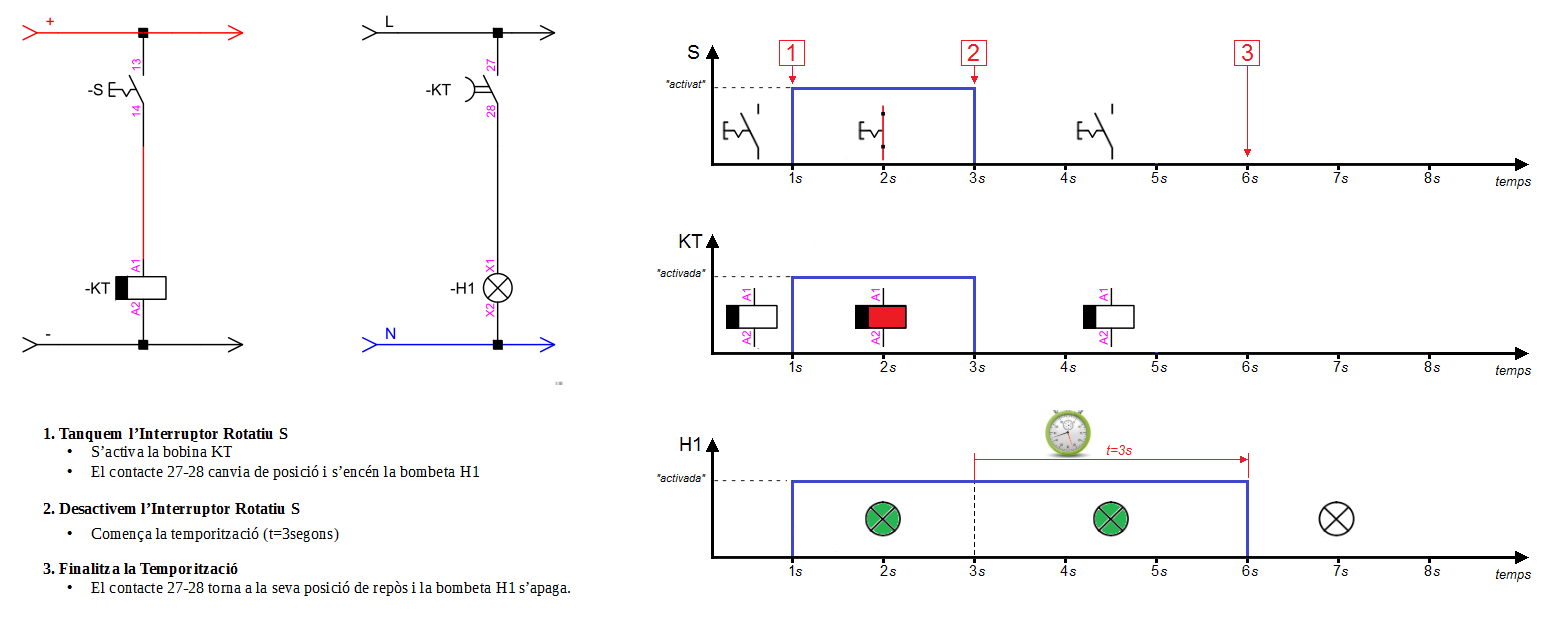 +
13
-S
14
A1
-KT
A2
-
L
27
-KT
28
X1
-H1
X2
N
1. Tanquem l’Interruptor Rotatiu S
• S’activa la bobina KT
• El contacte 27-28 canvia de posició i s’encén la bombeta H1
2. Desactivem l’Interruptor Rotatiu S
• Comença la temporització (t=3segons)
3. Finalitza la Temporització
• El contacte 27-28 torna a la seva posició de repòs i la bombeta H1 s’apaga.
S
1
2
3
"activat"
1s 2s 3s 4s 5s 6s 7s 8s
temps
KT
"activada"
A1 A1 A1
A2 A2 A2
1s 2s 3s 4s 5s 6s 7s 8s
temps
H1
t=3s
"activada"
1s 2s 3s 4s 5s 6s 7s 8s
temps